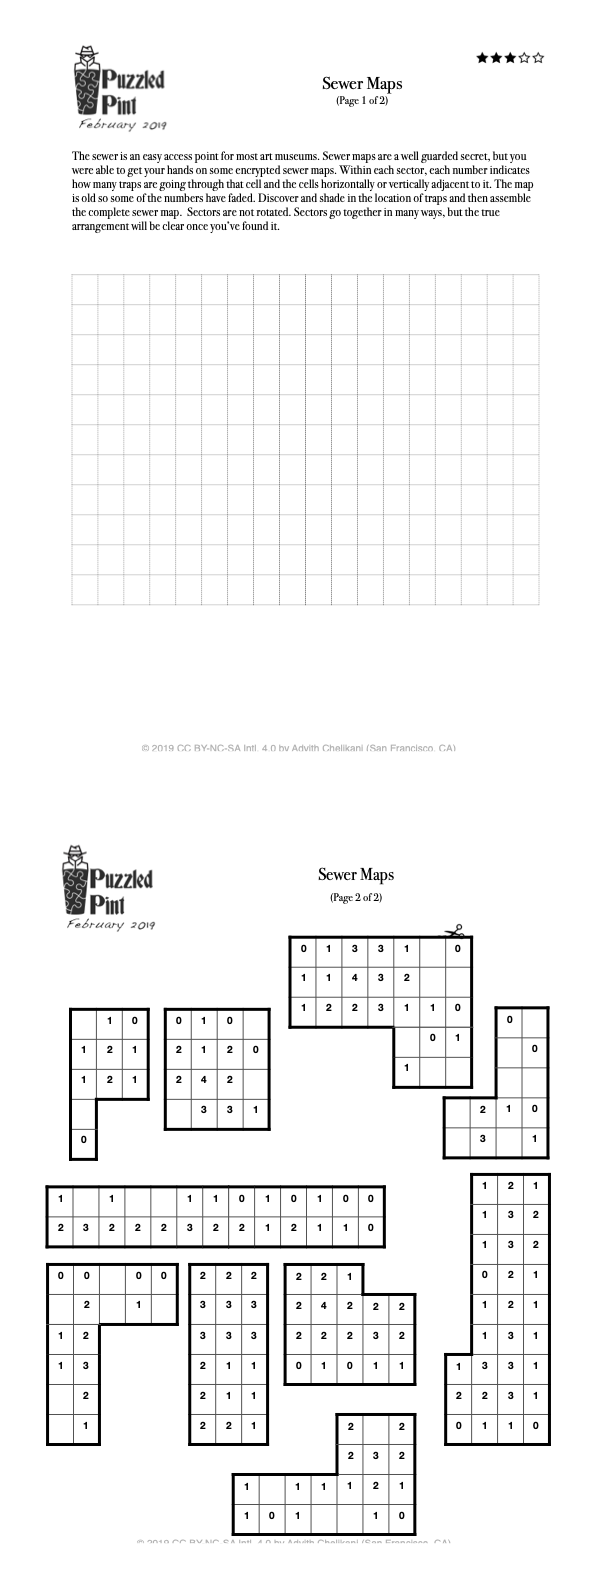 Puzzled
Pint
February 2019
Sewer Maps
(Page 1 of 2)
The sewer is an easy access point for most art museums. Sewer maps are a well guarded secret, but you
were able to get your hands on some encrypted sewer maps. Within each sector, each number indicates
how many traps are going through that cell and the cells horizontally or vertically adjacent to it. The map
is old so some of the numbers have faded. Discover and shade in the location of traps and then assemble
the complete sewer map. Sectors are not rotated. Sectors go together in many ways, but the true
arrangement will be clear once you've found it.
© 2019 CC BY-NC-SA Intl. 4.0 by Advith Chelikani (San Francisco, CA)
Puzzled
Pint
February 2019
Sewer Maps
(Page 2 of 2)
0 1 3 3 1 0
1 1 4 3 2
1 2 2 3 1 1 0
0 1
1
1 0
1 2 1
1 2 1
0
0 1 0
2 1 2 0
2 4 2
3 3 1
0
0
2 1 0
3 1
1 1 1 1 0 1 0 1 0 0
2 3 2 2 2 3 2 2 1 2 1 1 0
1 2 1
1 3 2
1 3 2
0 2 1
1 2 1
1 3 1
1 3 3 1
2 2 3 1
0 1 1 0
0 0 0 0
2 1
1 2
1 3
2
1
2 2 2
3 3 3
3 3 3
2 1 1
2 1 1
2 2 1
2 2 1
2 4 2 2 2
2 2 2 3 2
0 1 0 1 1
2 2
2 3 2
1 1 1 1 2 1
1 0 1 1 0
© 2019 CC BY-NC-SA Intl. 4.0 by Advith Chelikani (San Francisco, CA)